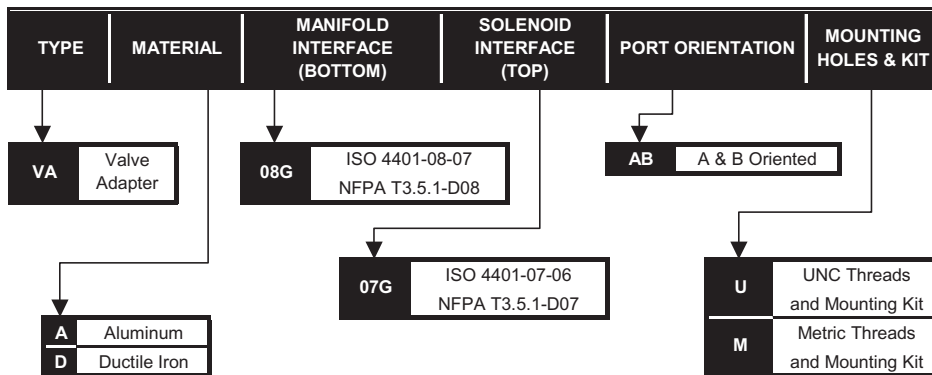 TYPE
MATERIAL
MANIFOLD
INTERFACE
(BOTTOM)
SOLENOID
INTERFACE
(TOP)
PORT ORIENTATION
MOUNTING
HOLES & KIT
VA
Valve
Adapter
08G
ISO 4401-08-07
NFPA T3.5.1-D08
AB
A & B Oriented
07G
ISO 4401-07-06
NFPA T3.5.1-D07
U
UNC Threads
and Mounting Kit
M
Metric Threads
and Mounting Kit
A
Aluminum
D
Ductile Iron